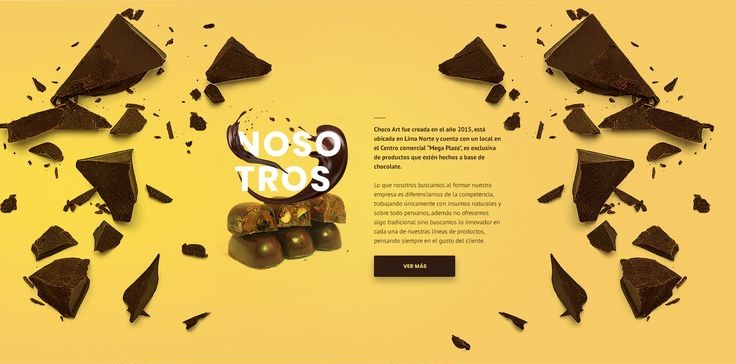 NOSO
TROS
Choco Art fue creada en el año 2015, está
ubicada en Lima Norte y cuenta con un local en
el Centro comercial "Mega Plaza", es exclusiva
de productos que estén hechos a base de
chocolate.
Lo que nosotros buscamos al formar nuestra
empresa es diferenciarnos de la competencia,
trabajando únicamente con insumos naturales y
sobre todo peruanos, además no ofrecemos
algo tradicional sino buscamos lo innovador en
cada una de nuestras líneas de productos,
pensando siempre en el gusto del cliente.
VER MÁS